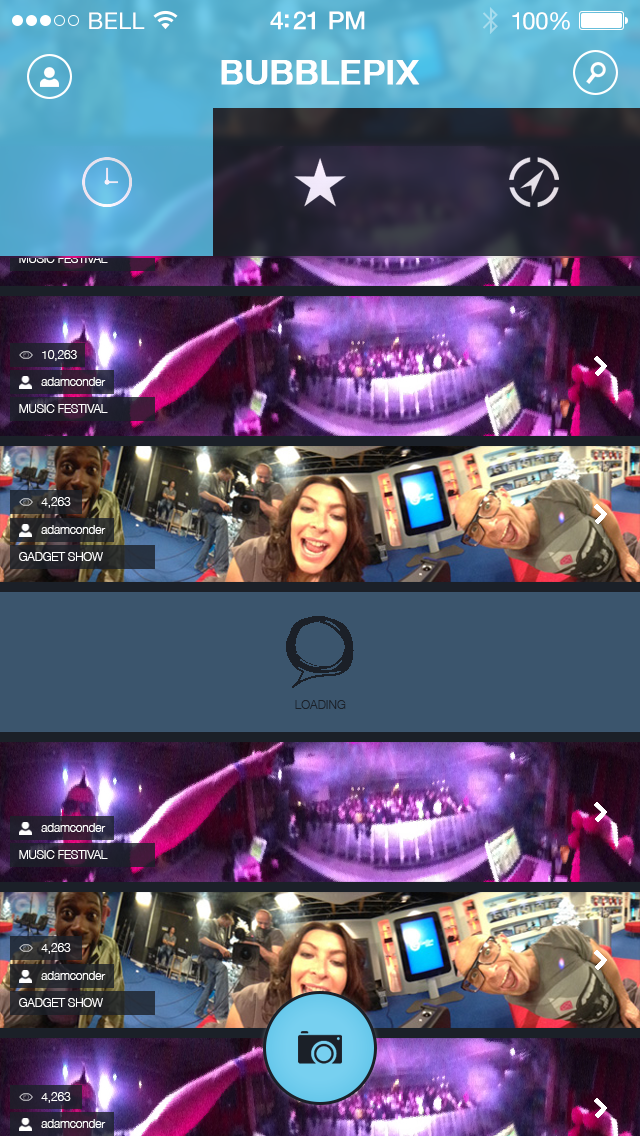 BELL 4:21 PM 100%
BUBBLEPIX
MUSIC FESTIVAL
10,263
adamconder
MUSIC FESTIVAL
4,263
adamconder
GADGET SHOW
LOADING
adamconder
MUSIC FESTIVAL
4,263
adamconder
GADGET SHOW
4,263
adamconder